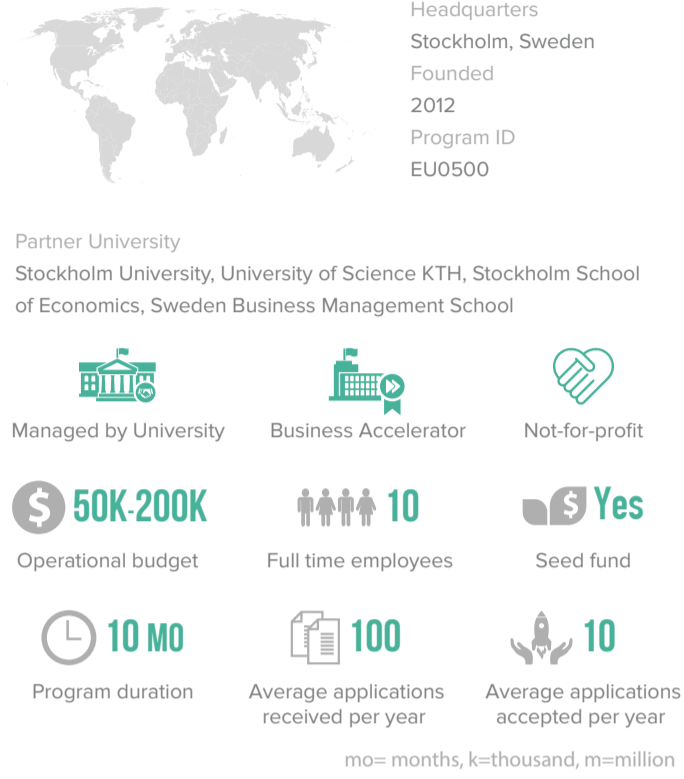 Headquarters
Stockholm, Sweden
Founded
2012
Program ID
EU0500
Partner University
Stockholm University, University of Science KTH, Stockholm School
of Economics, Sweden Business Management School
Managed by University
Business Accelerator
Not-for-profit
$ 50K-200K
Operational budget
10
Full time employees
$ Yes
Seed fund
10 MO
Program duration
100
Average applications
received per year
10
Average applications
accepted per year
mo= months, k=thousand, m=million